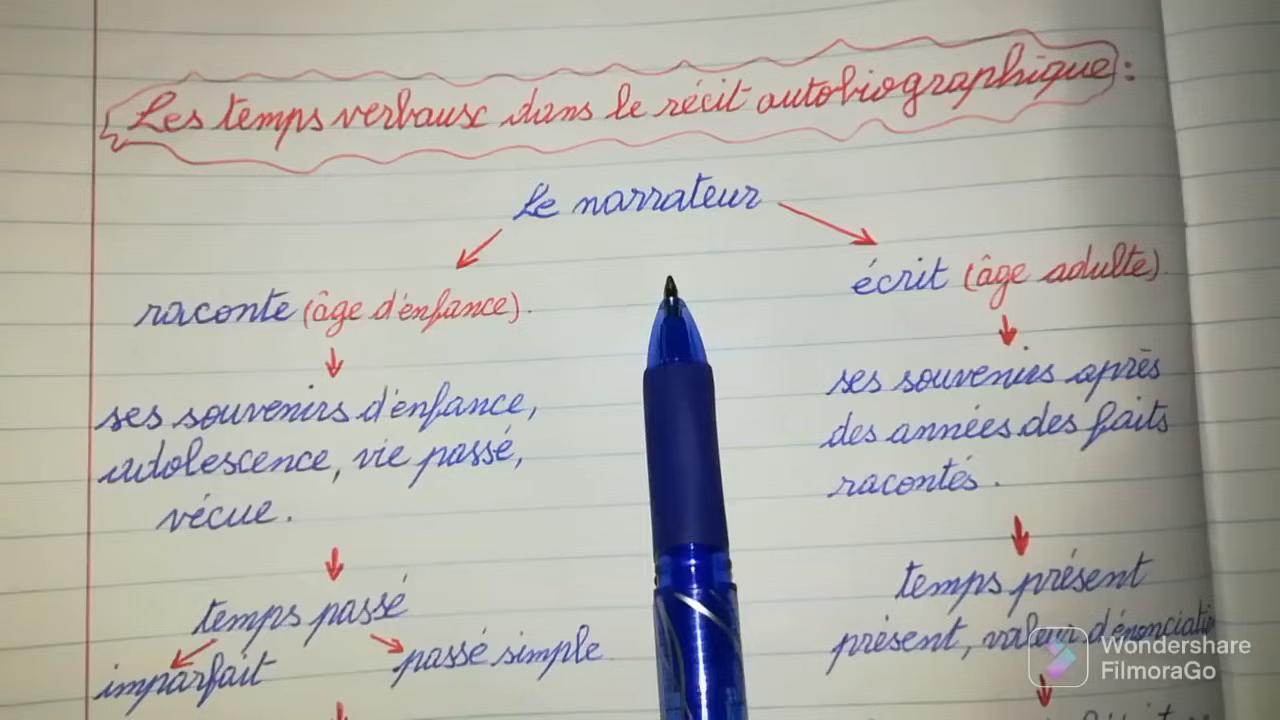 Les temps verbaux dans le récit autobiographique :
Le narrateur
raconte (âge d'enfance).
écrit (âge adulte).
ses souvenirs d'enfance,
adolescence, vie passé,
vécue.
ses souvenirs après
des années des faits
racontés.
temps passé
imparfait
passé simple
temps présent
présent, valeur d'énonciati
Wondershare
FilmoraGo